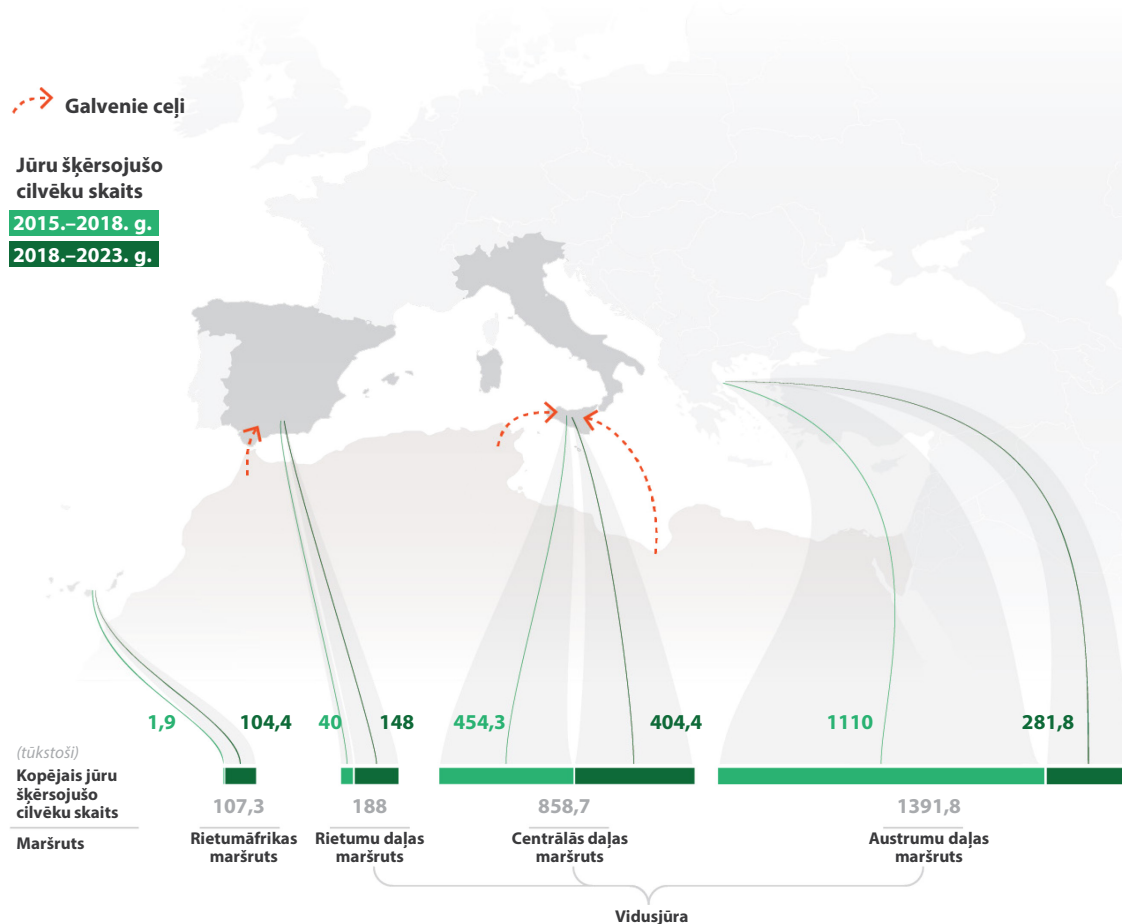 Galvenie ceļi
Jūru šķērsojušo
cilvēku skaits
2015.–2018. g.
2018.–2023. g.
1,9
104,4
40
148
454,3
404,4
1110
281,8
(tūkstoši)
Kopējais jūru
šķērsojušo
cilvēku skaits
107,3
188
858,7
1391,8
Maršruts
Rietumāfrikas
maršruts
Rietumu daļas
maršruts
Centrālās daļas
maršruts
Austrumu daļas
maršruts
Vidusjūra